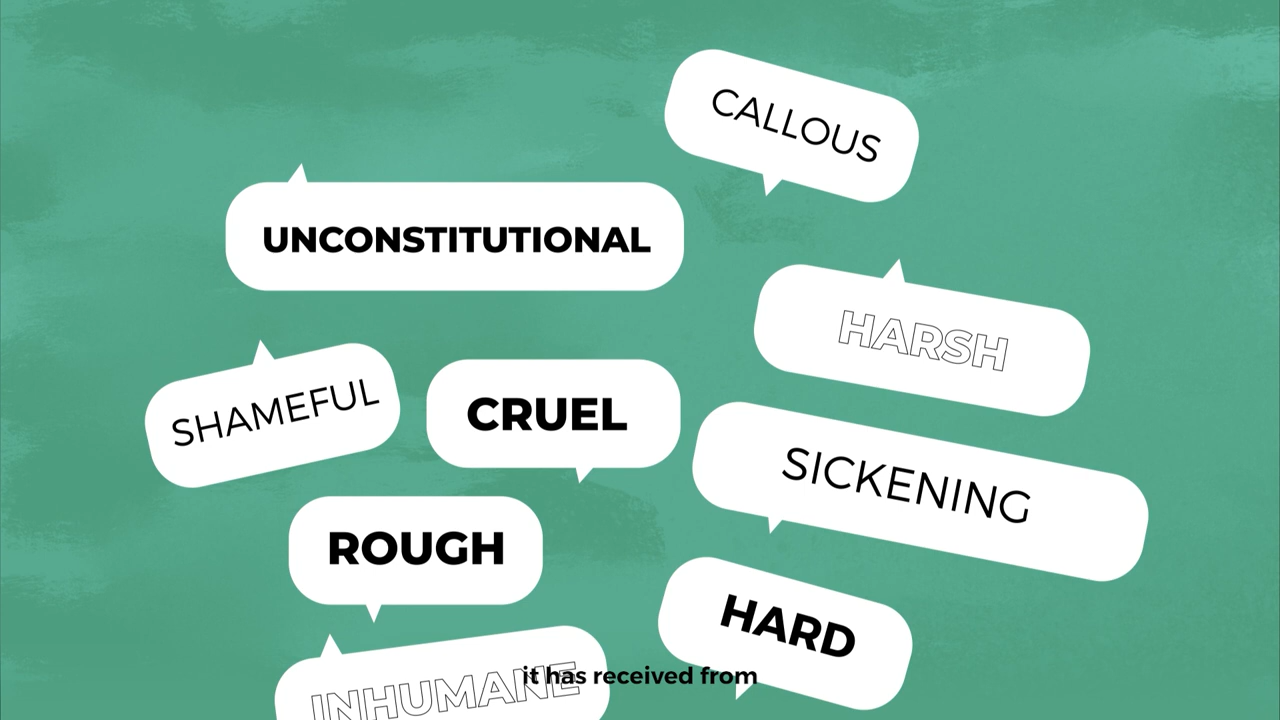 CALLOUS
UNCONSTITUTIONAL
HARSH
SHAMEFUL
CRUEL
SICKENING
ROUGH
HARD
INHUMANE
it has received from